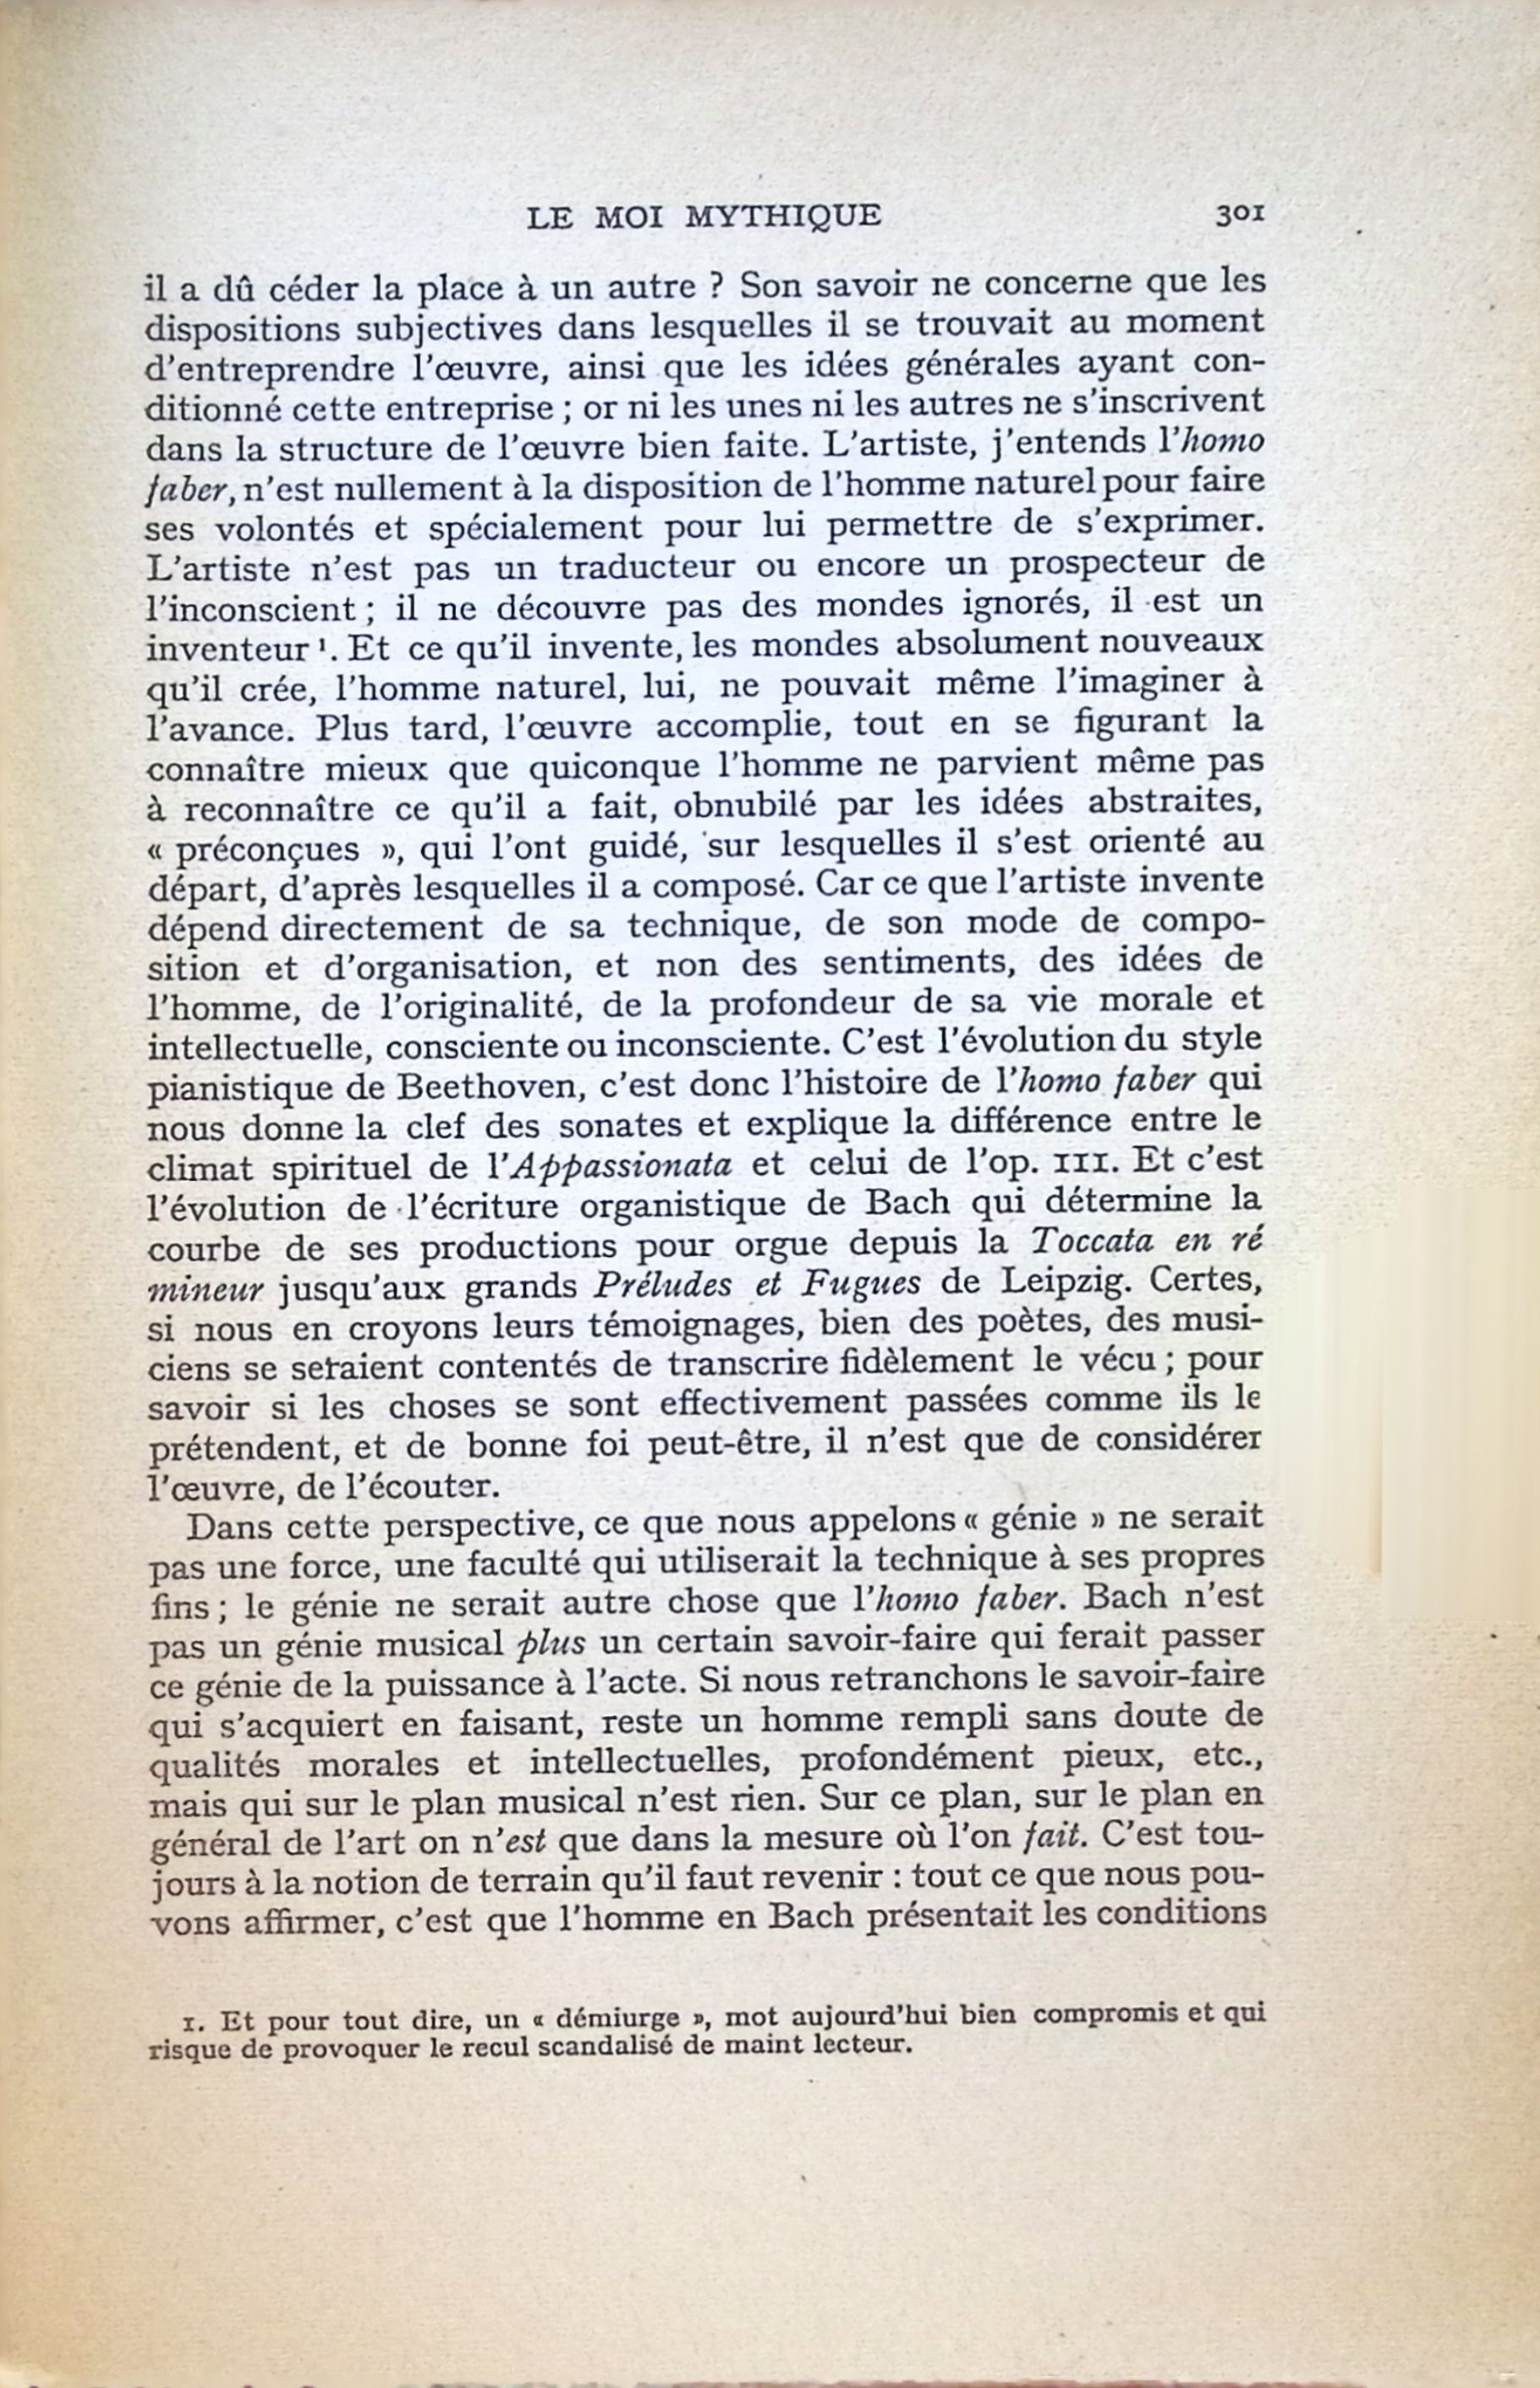 LE MOI MYTHIQUE 301
il a dû céder la place à un autre ? Son savoir ne concerne que les
dispositions subjectives dans lesquelles il se trouvait au moment
d'entreprendre l'œuvre, ainsi que les idées générales ayant con-
ditionné cette entreprise ; or ni les unes ni les autres ne s'inscrivent
dans la structure de l'œuvre bien faite. L'artiste, j'entends l'homo
faber, n'est nullement à la disposition de l'homme naturel pour faire
ses volontés et spécialement pour lui permettre de s'exprimer.
L'artiste n'est pas un traducteur ou encore un prospecteur de
l'inconscient ; il ne découvre pas des mondes ignorés, il est un
inventeur ¹. Et ce qu'il invente, les mondes absolument nouveaux
qu'il crée, l'homme naturel, lui, ne pouvait même l'imaginer à
l'avance. Plus tard, l'œuvre accomplie, tout en se figurant la
connaître mieux que quiconque l'homme ne parvient même pas
à reconnaître ce qu'il a fait, obnubilé par les idées abstraites,
« préconçues », qui l'ont guidé, sur lesquelles il s'est orienté au
départ, d'après lesquelles il a composé. Car ce que l'artiste invente
dépend directement de sa technique, de son mode de compo-
sition et d'organisation, et non des sentiments, des idées de
l'homme, de l'originalité, de la profondeur de sa vie morale et
intellectuelle, consciente ou inconsciente. C'est l'évolution du style
pianistique de Beethoven, c'est donc l'histoire de l'homo faber qui
nous donne la clef des sonates et explique la différence entre le
climat spirituel de l'Appassionata et celui de l'op. 111. Et c'est
l'évolution de l'écriture organistique de Bach qui détermine la
courbe de ses productions pour orgue depuis la Toccata en ré
mineur jusqu'aux grands Préludes et Fugues de Leipzig. Certes,
si nous en croyons leurs témoignages, bien des poètes, des musi-
ciens se seraient contentés de transcrire fidèlement le vécu ; pour
savoir si les choses se sont effectivement passées comme ils le
prétendent, et de bonne foi peut-être, il n'est que de considérer
l'œuvre, de l'écouter.
Dans cette perspective, ce que nous appelons « génie » ne serait
pas une force, une faculté qui utiliserait la technique à ses propres
fins ; le génie ne serait autre chose que l'homo faber. Bach n'est
pas un génie musical plus un certain savoir-faire qui ferait passer
ce génie de la puissance à l'acte. Si nous retranchons le savoir-faire
qui s'acquiert en faisant, reste un homme rempli sans doute de
qualités morales et intellectuelles, profondément pieux, etc.,
mais qui sur le plan musical n'est rien. Sur ce plan, sur le plan en
général de l'art on n'est que dans la mesure où l'on fait. C'est tou-
jours à la notion de terrain qu'il faut revenir : tout ce que nous pou-
vons affirmer, c'est que l'homme en Bach présentait les conditions
1. Et pour tout dire, un « démiurge », mot aujourd'hui bien compromis et qui
risque de provoquer le recul scandalisé de maint lecteur.